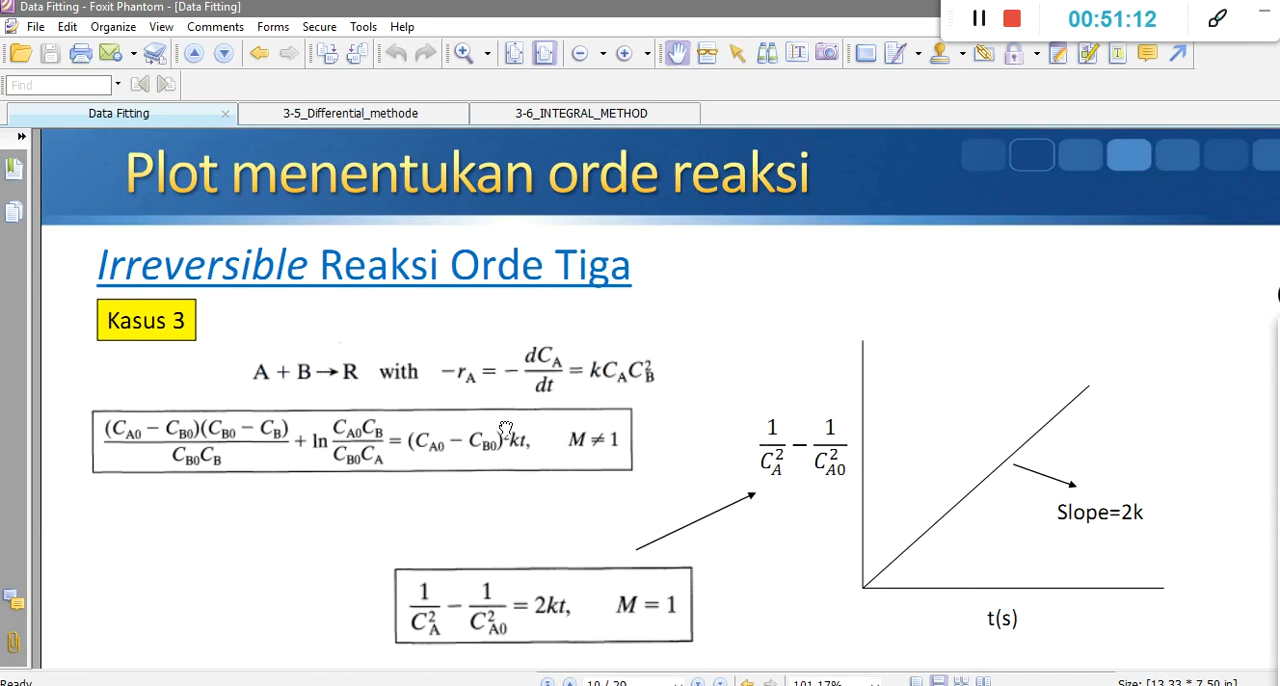 Data Fitting - Foxit Phantom - [Data Fitting]
00:51:12
File Edit View Organize Comments Forms Secure Tools Help
Find
Data Fitting 3-5_Differential_methode 3-6_INTEGRAL_METHOD
Plot menentukan orde reaksi
Irreversible Reaksi Orde Tiga
Kasus 3
A + B → R with -r_A = - dC_A/dt = kC_A C_B^2
(C_A0 - C_B0)(C_B0 - C_B)/(C_B0 C_B) + ln (C_A0 C_B)/(C_B0 C_A) = (C_A0 - C_B0)^2 kt, M ≠ 1
1/C_A^2 - 1/C_A0^2
Slope=2k
1/C_A^2 - 1/C_A0^2 = 2kt, M = 1
t(s)
Ready 10 / 29 101.17% Size: [13.33 * 7.50 in]